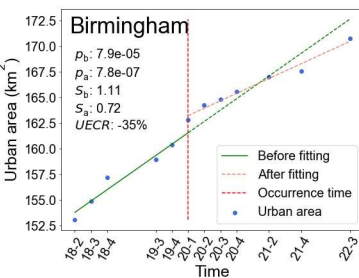 Birmingham
p_b: 7.9e-05
p_a: 7.8e-07
S_b: 1.11
S_a: 0.72
UECR: -35%
Urban area (km²)
172.5
170.0
167.5
165.0
162.5
160.0
157.5
155.0
152.5
Before fitting
After fitting
Occurrence time
Urban area
18-2
18-3
18-4
19-3
19-4
20-1
20-2
20-3
20-4
21-2
21-4
22-3
Time